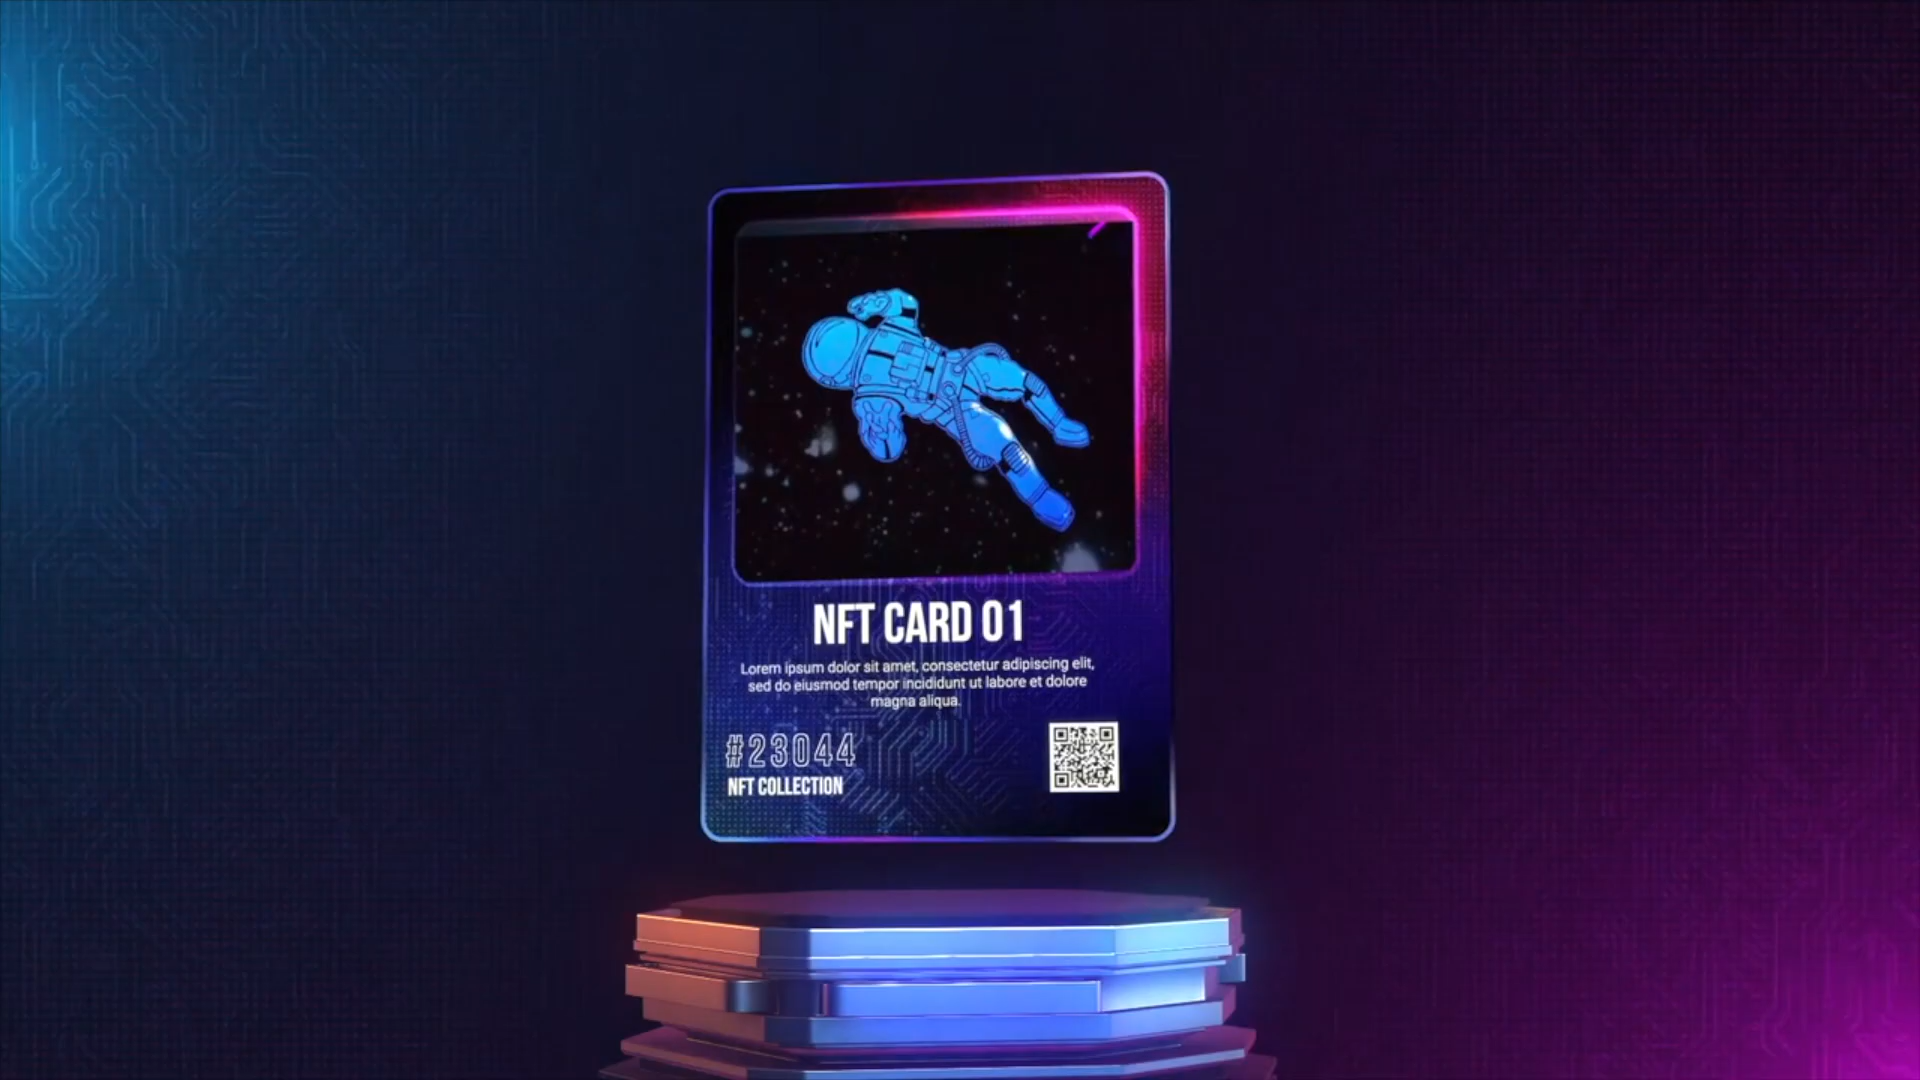 NFT CARD 01
Lorem ipsum dolor sit amet, consectetur adipiscing elit,
sed do eiusmod tempor incididunt ut labore et dolore
magna aliqua.
#23044
NFT COLLECTION